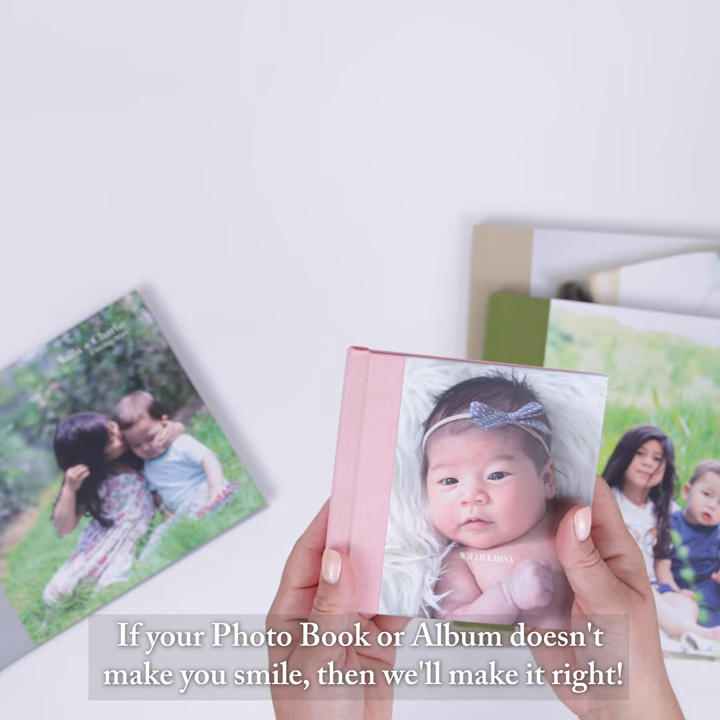 WILHELMINA
If your Photo Book or Album doesn't
make you smile, then we'll make it right!